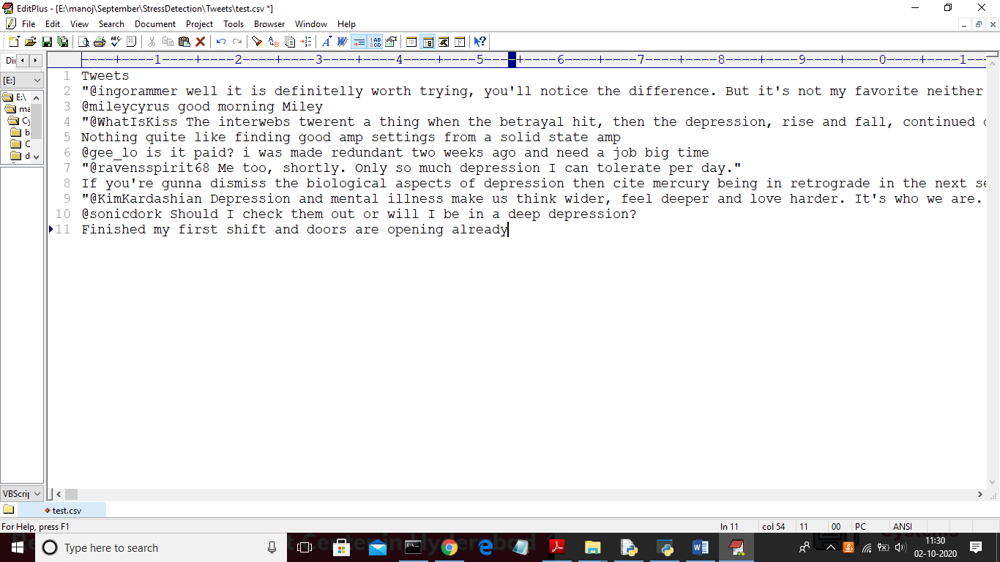 EditPlus - [E:\manoj\September\StressDetection\Tweets\test.csv *]
File Edit View Search Document Project Tools Browser Window Help
Dir
----+----1----+----2----+----3----+----4----+----5----+----6----+----7----+----8----+----9----+----0----+----1--
[E:]
E:\
ma
Cy
b
C
d
1 Tweets
2 "@ingorammer well it is definitelly worth trying, you'll notice the difference. But it's not my favorite neither
3 @mileycyrus good morning Miley
4 "@WhatIsKiss The interwebs twerent a thing when the betrayal hit, then the depression, rise and fall, continued
5 Nothing quite like finding good amp settings from a solid state amp
6 @gee_lo is it paid? i was made redundant two weeks ago and need a job big time
7 "@ravensspirit68 Me too, shortly. Only so much depression I can tolerate per day."
8 If you're gunna dismiss the biological aspects of depression then cite mercury being in retrograde in the next se
9 "@KimKardashian Depression and mental illness make us think wider, feel deeper and love harder. It's who we are.
10 @sonicdork Should I check them out or will I be in a deep depression?
11 Finished my first shift and doors are opening already
VBScrip
test.csv
For Help, press F1 ln 11 col 54 11 00 PC ANSI
Type here to search
11:30
02-10-2020